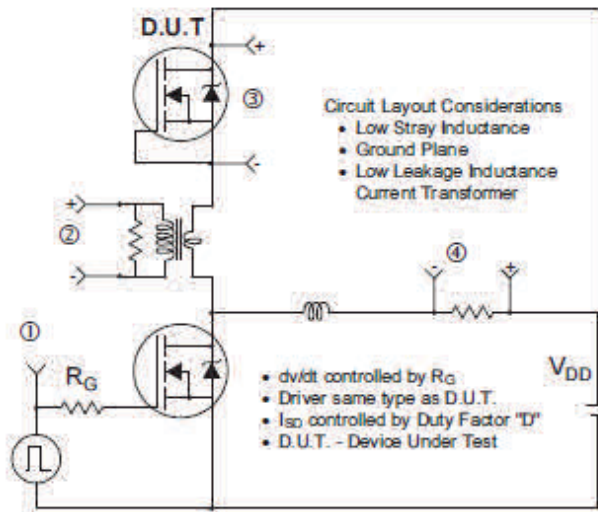 D.U.T
+
③
-
Circuit Layout Considerations
• Low Stray Inductance
• Ground Plane
• Low Leakage Inductance
Current Transformer
+
②
-
④
- +
①
RG
VDD
• dv/dt controlled by RG
• Driver same type as D.U.T.
• ISD controlled by Duty Factor "D"
• D.U.T. - Device Under Test